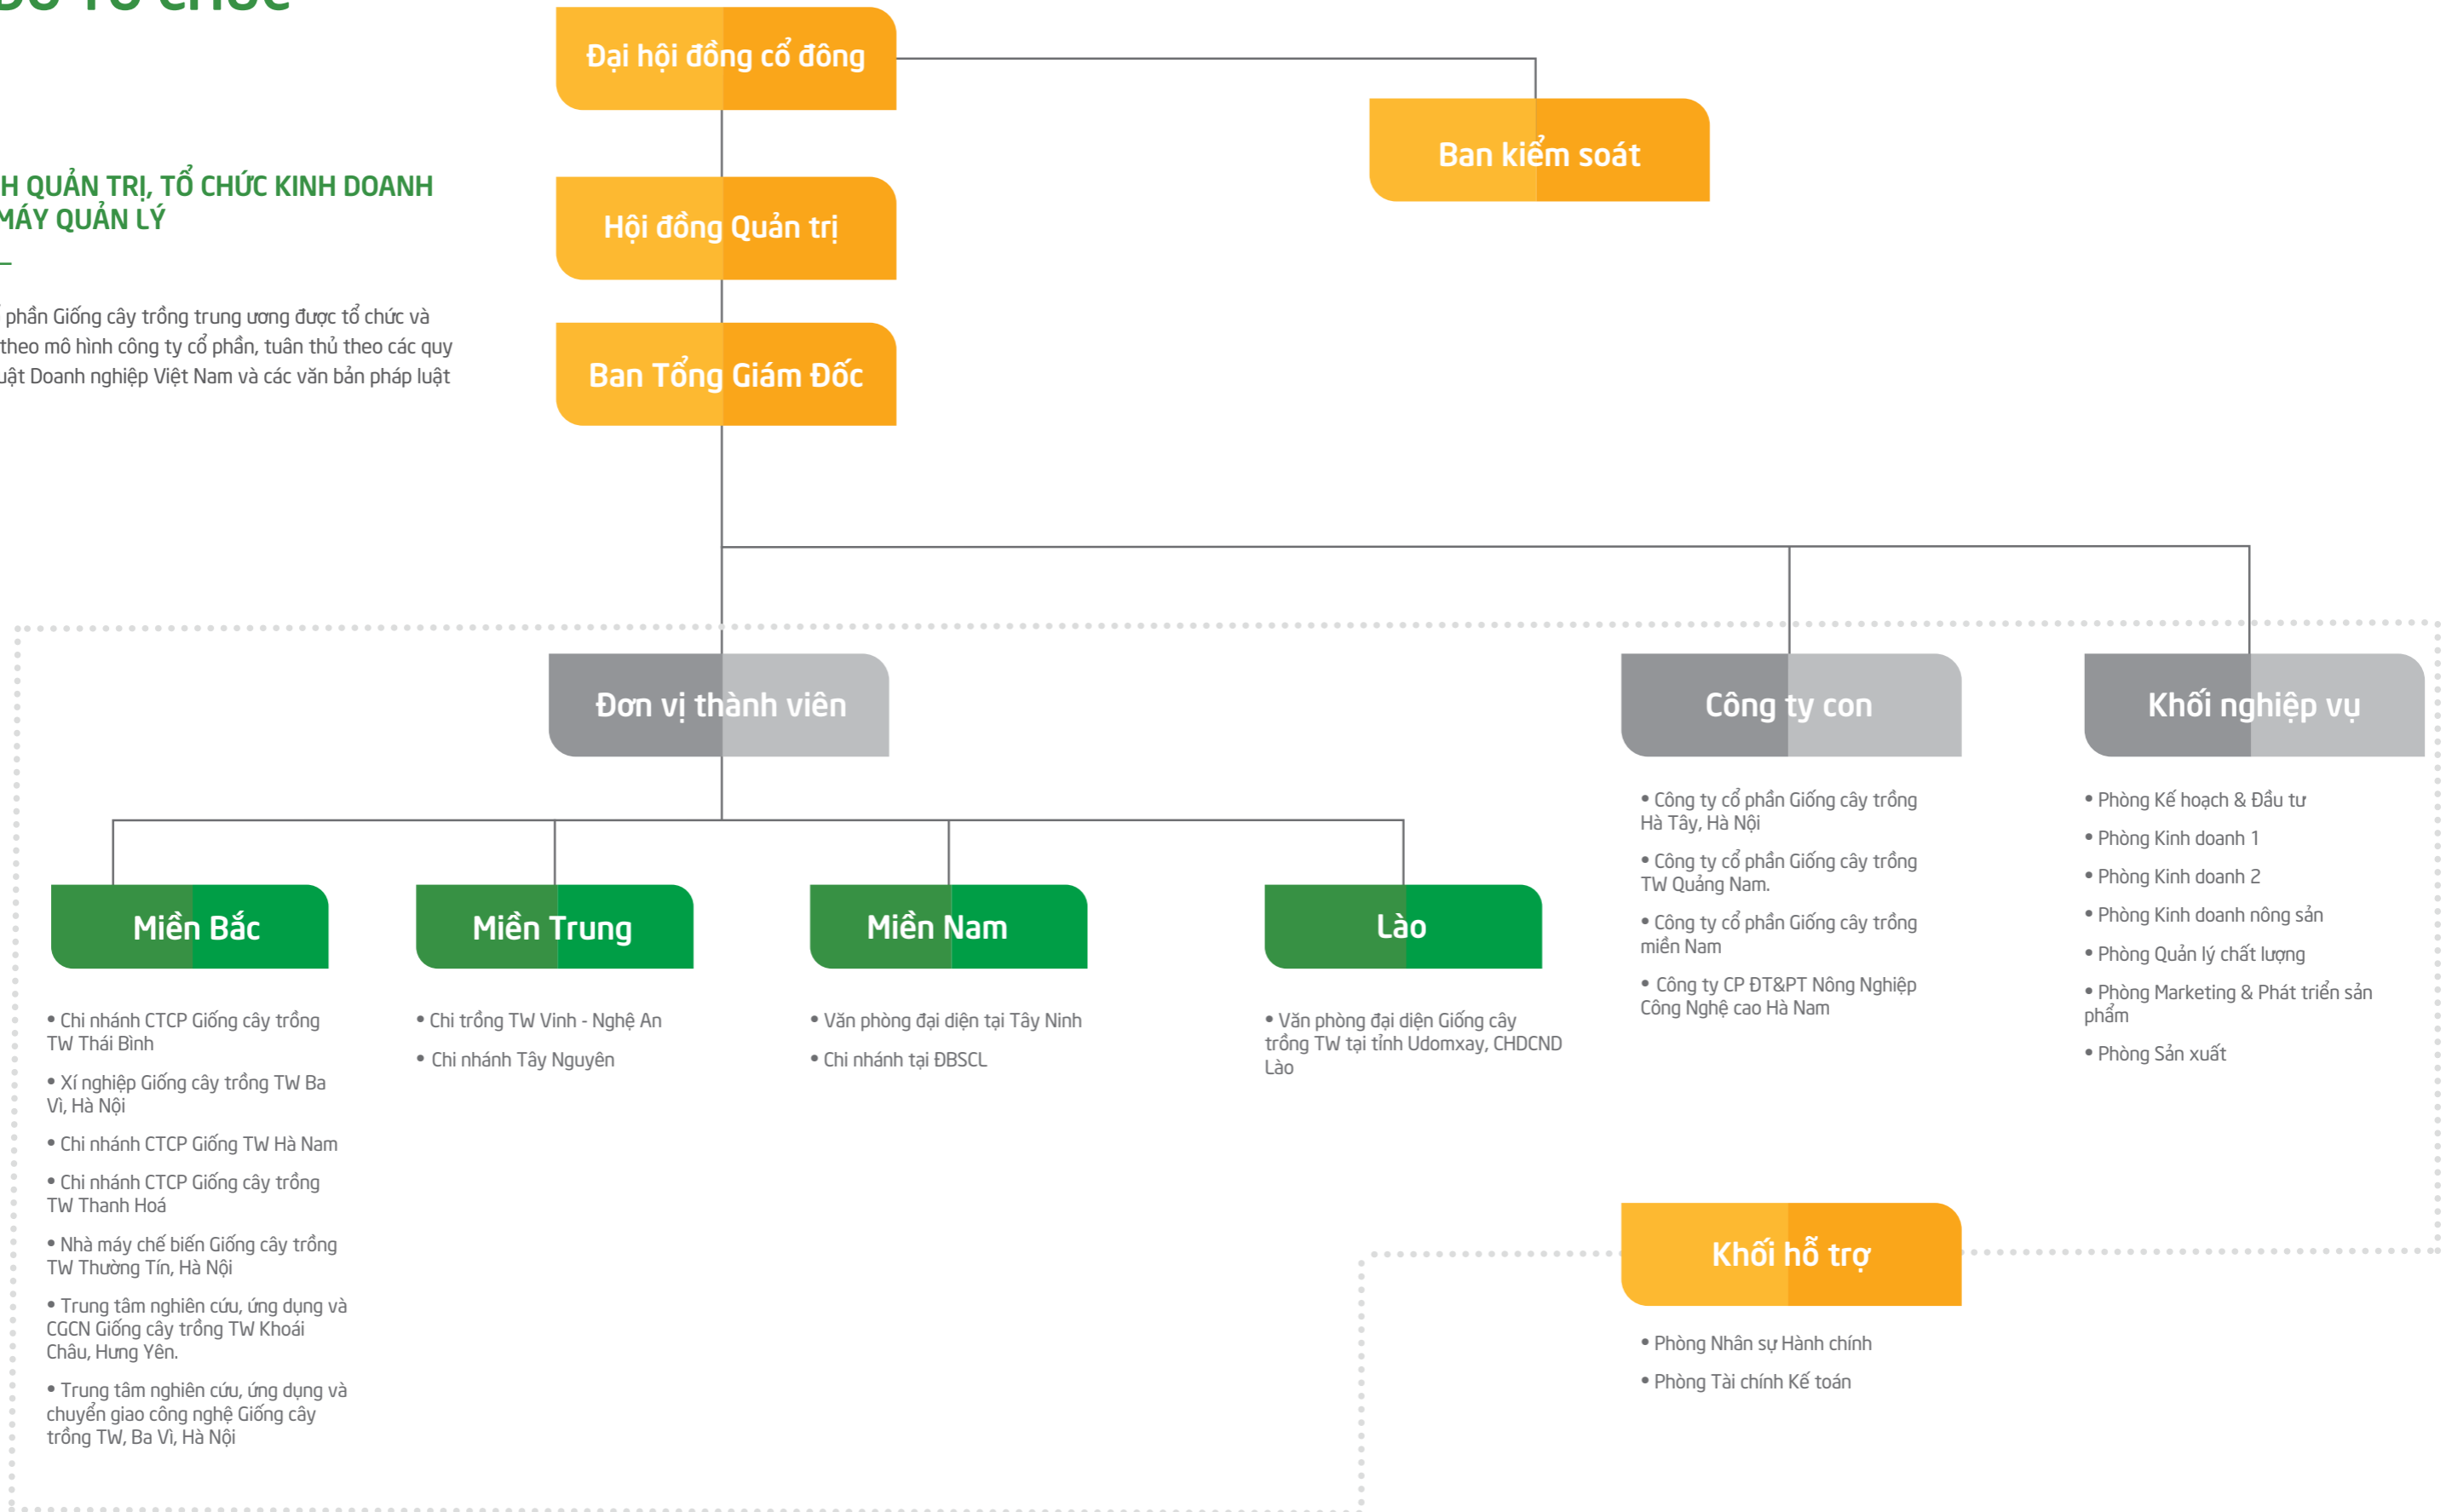 ĐỒ TỔ CHỨC
H QUẢN TRỊ, TỔ CHỨC KINH DOANH
MÁY QUẢN LÝ
phần Giống cây trồng trung ương được tổ chức và
theo mô hình công ty cổ phần, tuân thủ theo các quy
uật Doanh nghiệp Việt Nam và các văn bản pháp luật
Đại hội đồng cổ đông
Ban kiểm soát
Hội đồng Quản trị
Ban Tổng Giám Đốc
Đơn vị thành viên
Công ty con
Khối nghiệp vụ
Miền Bắc
• Chi nhánh CTCP Giống cây trồng
TW Thái Bình
• Xí nghiệp Giống cây trồng TW Ba
Vì, Hà Nội
• Chi nhánh CTCP Giống TW Hà Nam
• Chi nhánh CTCP Giống cây trồng
TW Thanh Hoá
• Nhà máy chế biến Giống cây trồng
TW Thường Tín, Hà Nội
• Trung tâm nghiên cứu, ứng dụng và
CGCN Giống cây trồng TW Khoái
Châu, Hưng Yên.
• Trung tâm nghiên cứu, ứng dụng và
chuyển giao công nghệ Giống cây
trồng TW, Ba Vì, Hà Nội
Miền Trung
• Chi trồng TW Vinh - Nghệ An
• Chi nhánh Tây Nguyên
Miền Nam
• Văn phòng đại diện tại Tây Ninh
• Chi nhánh tại ĐBSCL
Lào
• Văn phòng đại diện Giống cây
trồng TW tại tỉnh Udomxay, CHDCND
Lào
• Công ty cổ phần Giống cây trồng
Hà Tây, Hà Nội
• Công ty cổ phần Giống cây trồng
TW Quảng Nam.
• Công ty cổ phần Giống cây trồng
miền Nam
• Công ty CP ĐT&PT Nông Nghiệp
Công Nghệ cao Hà Nam
• Phòng Kế hoạch & Đầu tư
• Phòng Kinh doanh 1
• Phòng Kinh doanh 2
• Phòng Kinh doanh nông sản
• Phòng Quản lý chất lượng
• Phòng Marketing & Phát triển sản
phẩm
• Phòng Sản xuất
Khối hỗ trợ
• Phòng Nhân sự Hành chính
• Phòng Tài chính Kế toán